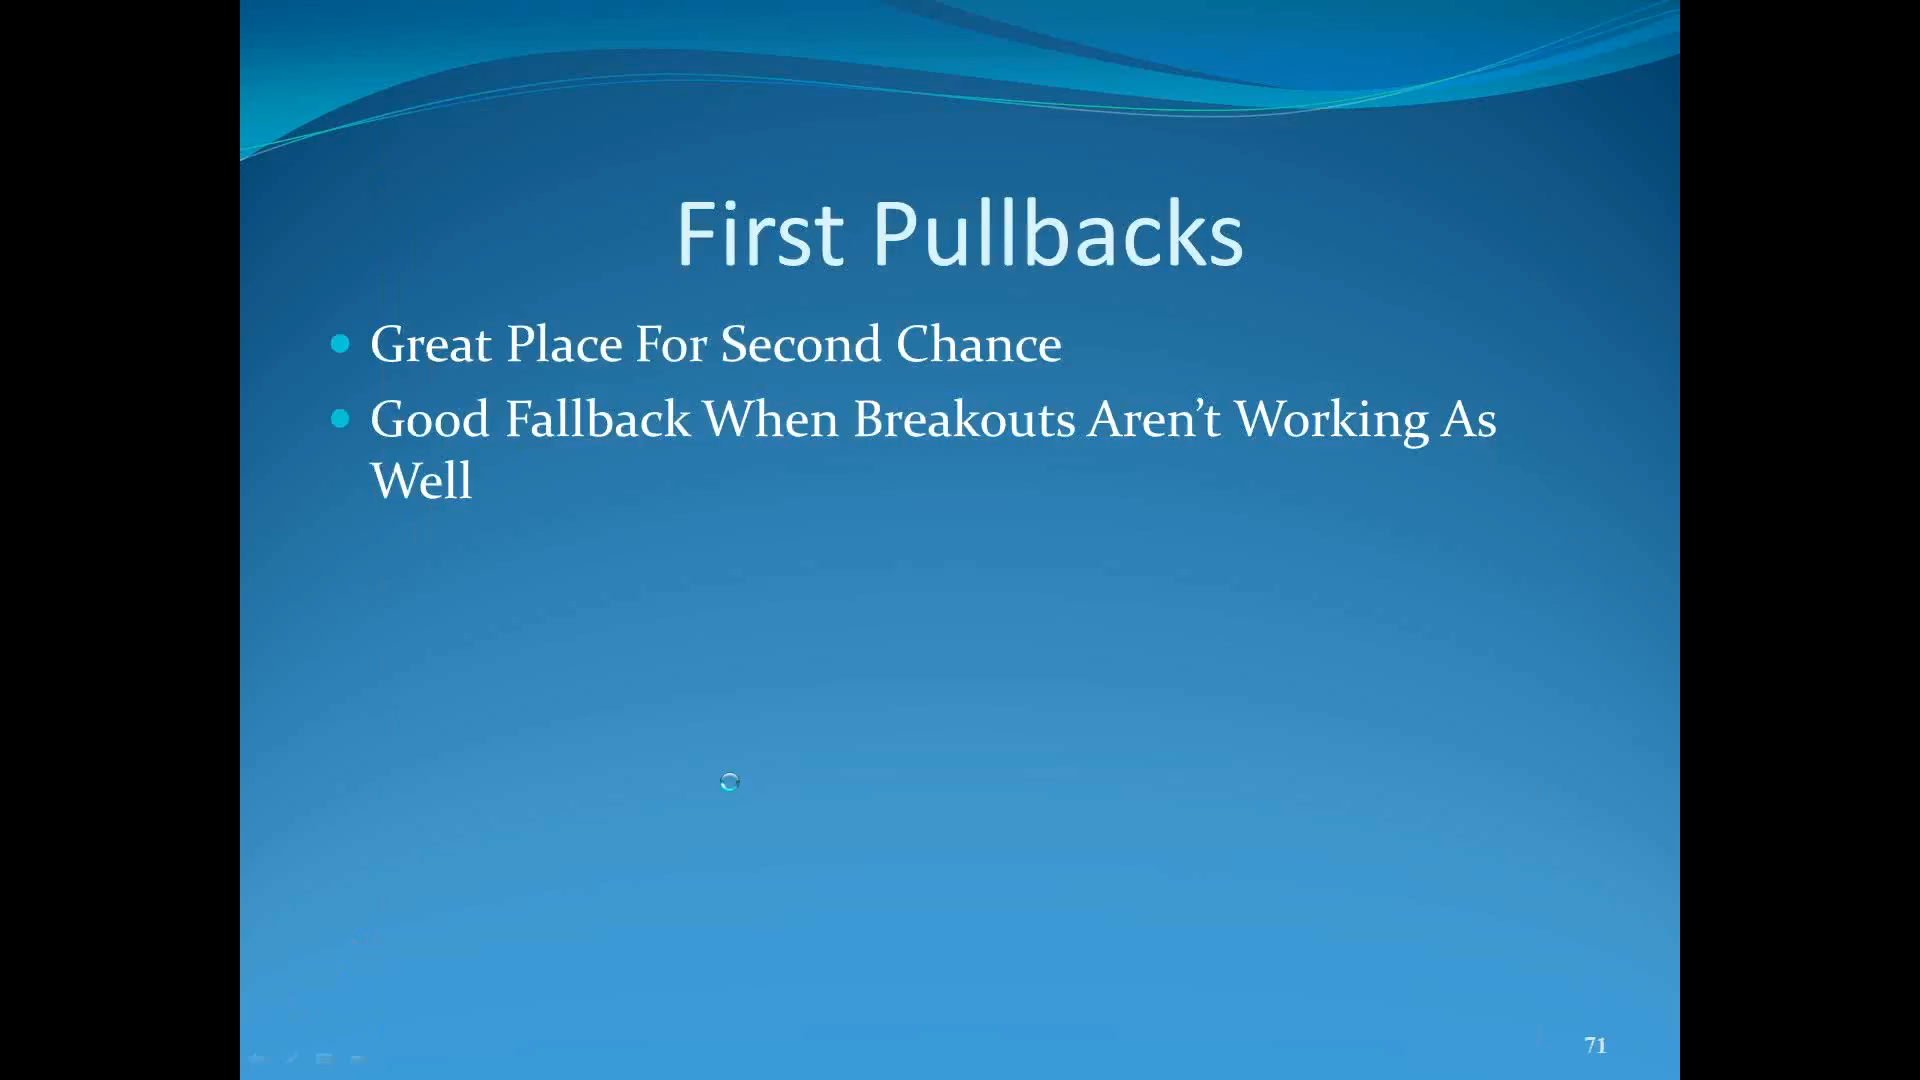 First Pullbacks
Great Place For Second Chance
Good Fallback When Breakouts Aren’t Working As
Well
71